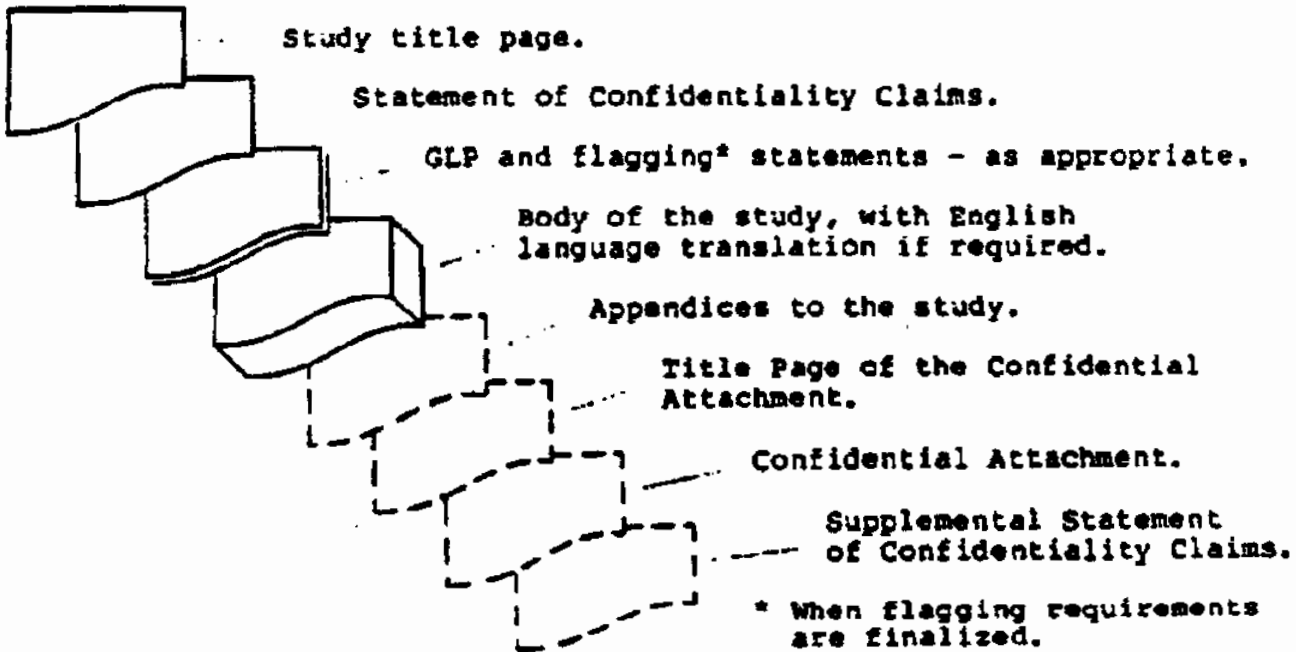 Study title page.
Statement of Confidentiality Claims.
GLP and flagging* statements - as appropriate.
Body of the study, with English
language translation if required.
Appendices to the study.
Title Page of the Confidential
Attachment.
Confidential Attachment.
Supplemental Statement
of Confidentiality Claims.
* When flagging requirements
are finalized.